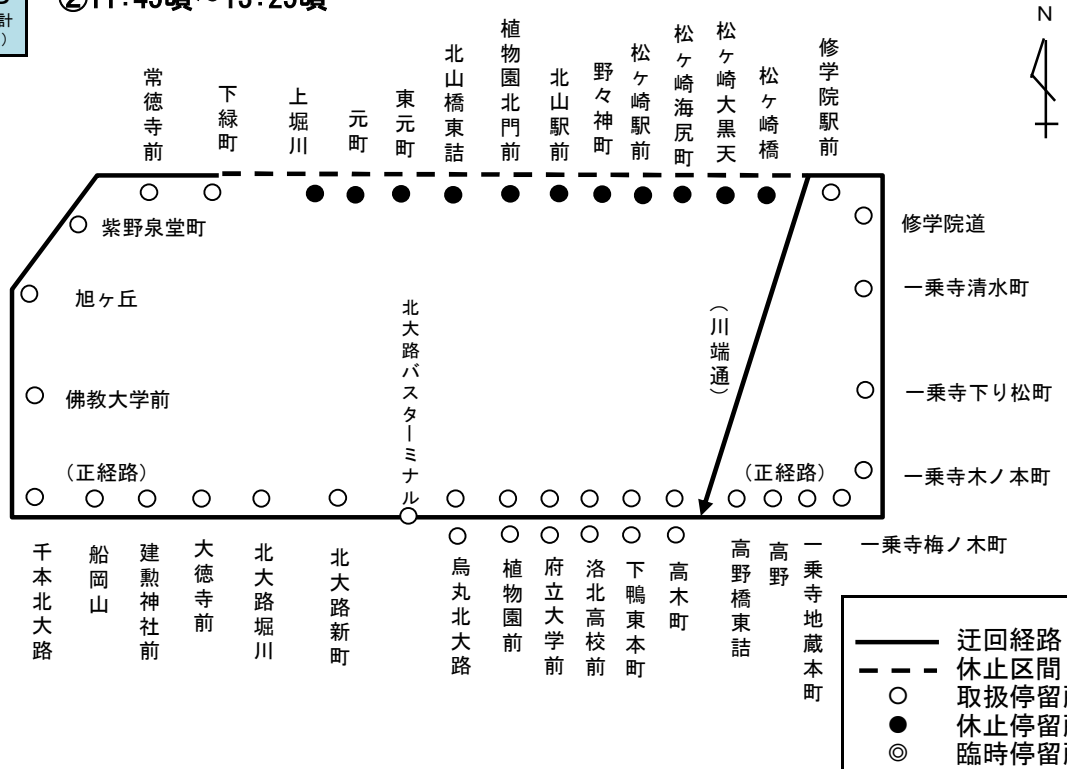 計
）
②11:45頃～15:25頃
N
常徳寺前
下緑町
上堀川
元町
東元町
北山橋東詰
植物園北門前
北山駅前
野々神町
松ヶ崎駅前
松ヶ崎海尻町
松ヶ崎大黒天
松ヶ崎橋
修学院駅前
紫野泉堂町
旭ヶ丘
佛教大学前
（正経路）
北大路バスターミナル
（川端通）
（正経路）
修学院道
一乗寺清水町
一乗寺下り松町
一乗寺木ノ本町
一乗寺梅ノ木町
千本北大路
船岡山
建勲神社前
大徳寺前
北大路堀川
北大路新町
烏丸北大路
植物園前
府立大学前
洛北高校前
下鴨東本町
高木町
高野橋東詰
高野
一乗寺地蔵本町
迂回経路
休止区間
取扱停留
休止停留
臨時停留